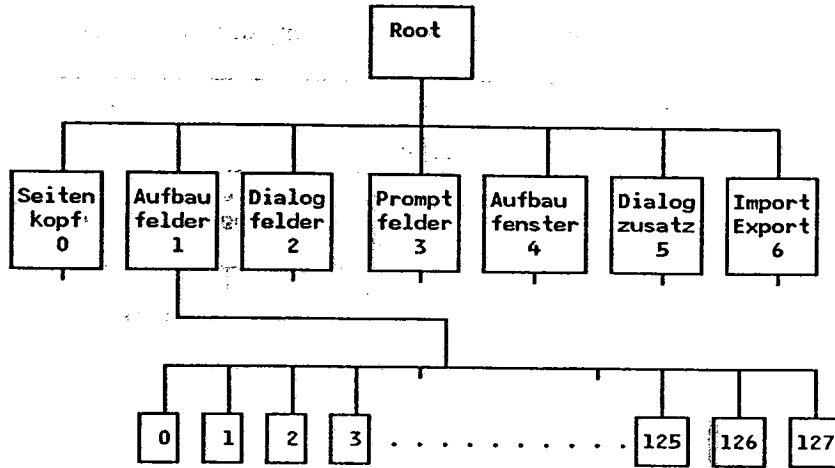 Root
Seiten
kopf
0
Aufbau
felder
1
Dialog
felder
2
Prompt
felder
3
Aufbau
fenster
4
Dialog
zusatz
5
Import
Export
6
0 1 2 3 . . . . . . . . . . . 125 126 127